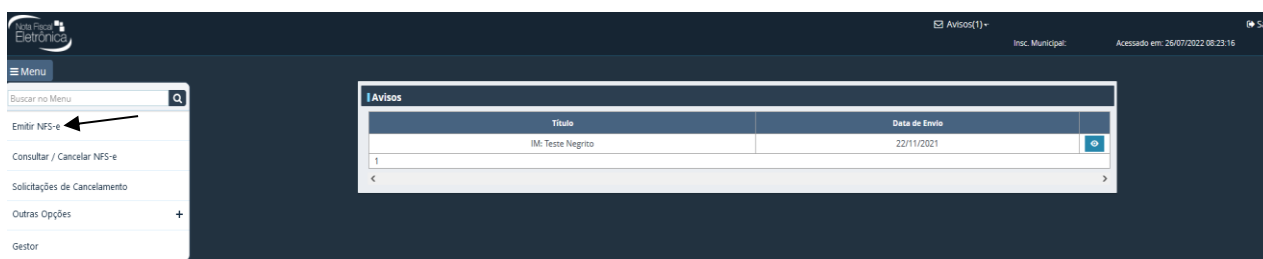 Nota Fiscal
Eletrônica
Avisos(1)
Insc. Municipal:
Acessado em: 26/07/2022 08:23:16
Menu
Buscar no Menu
Emitir NFS-e
Consultar / Cancelar NFS-e
Solicitações de Cancelamento
Outras Opções +
Gestor
Avisos
Título Data de Envio
IM: Teste Negrito 22/11/2021
1